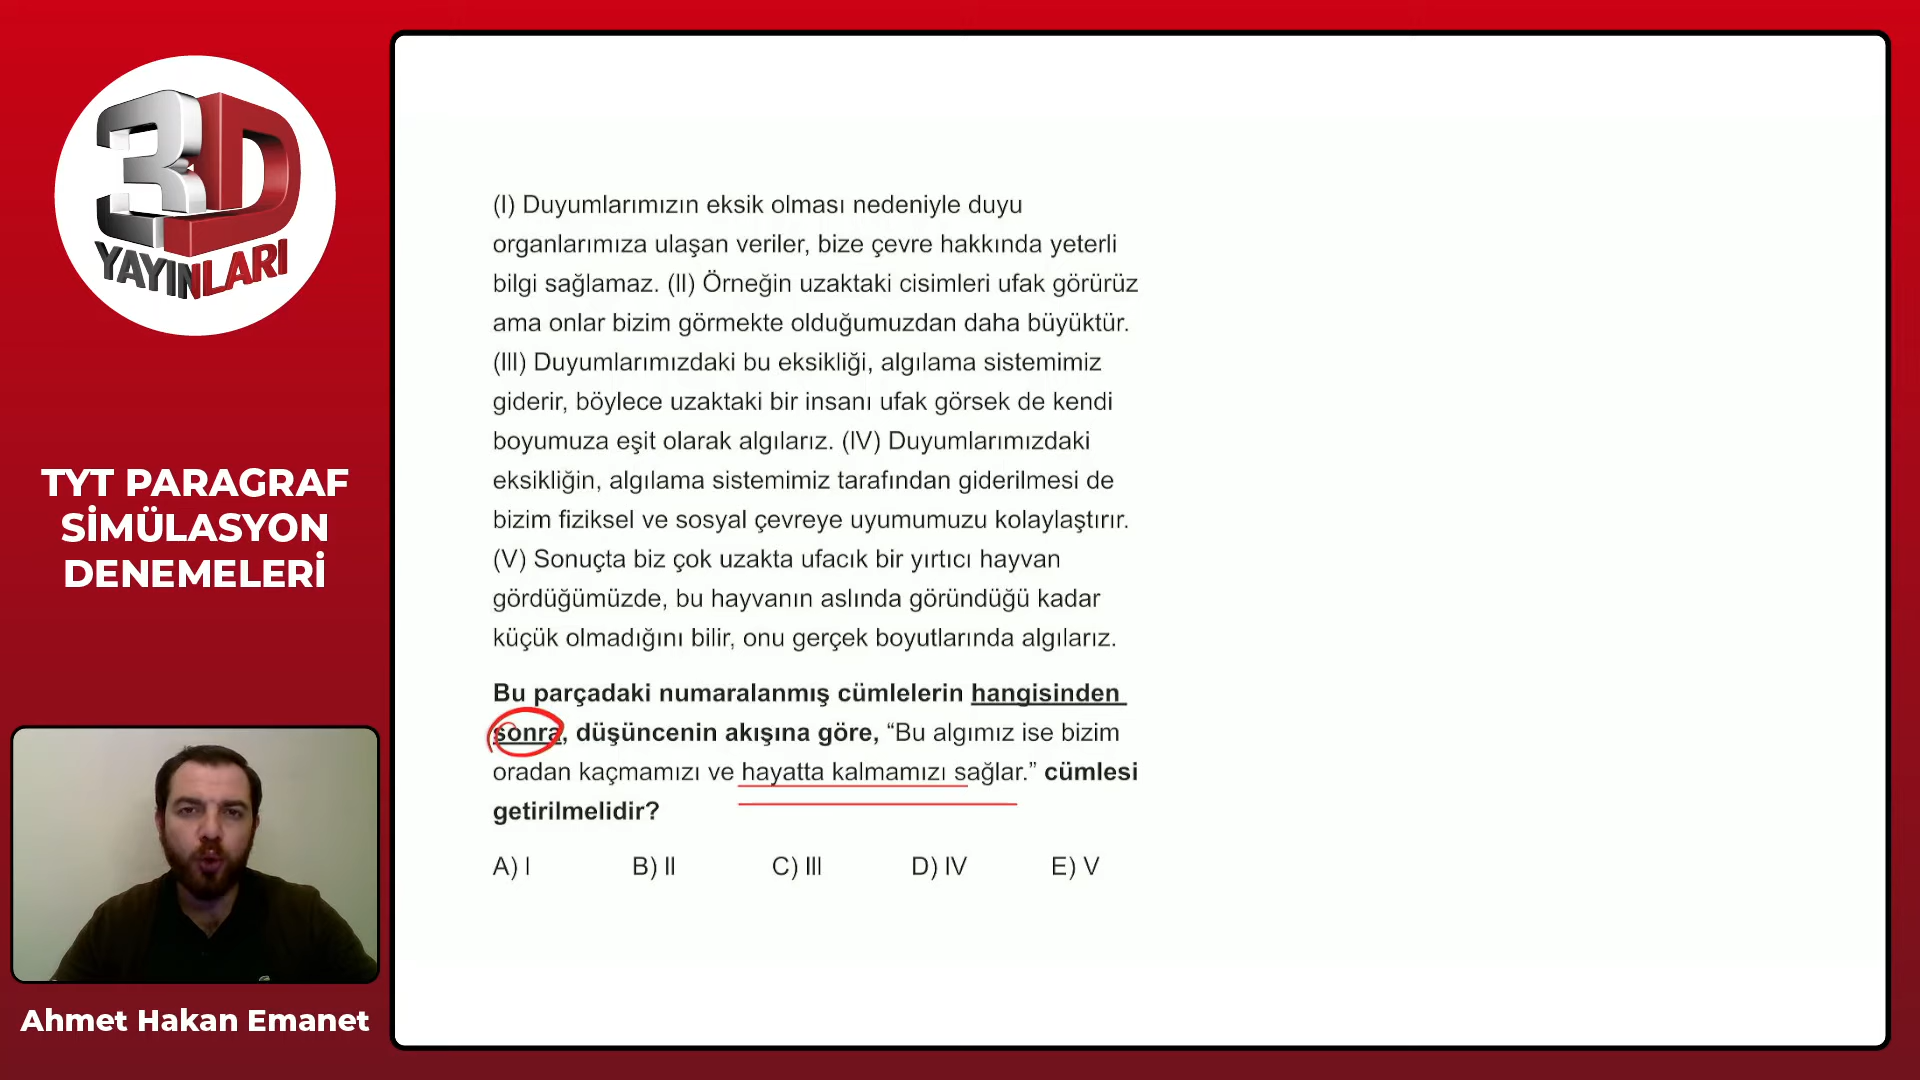 3D
YAYINLARI
TYT PARAGRAF
SİMÜLASYON
DENEMELERİ
Ahmet Hakan Emanet
(I) Duyumlarımızın eksik olması nedeniyle duyu
organlarımıza ulaşan veriler, bize çevre hakkında yeterli
bilgi sağlamaz. (II) Örneğin uzaktaki cisimleri ufak görürüz
ama onlar bizim görmekte olduğumuzdan daha büyüktür.
(III) Duyumlarımızdaki bu eksikliği, algılama sistemimiz
giderir, böylece uzaktaki bir insanı ufak görsek de kendi
boyumuza eşit olarak algılarız. (IV) Duyumlarımızdaki
eksikliğin, algılama sistemimiz tarafından giderilmesi de
bizim fiziksel ve sosyal çevreye uyumumuzu kolaylaştırır.
(V) Sonuçta biz çok uzakta ufacık bir yırtıcı hayvan
gördüğümüzde, bu hayvanın aslında göründüğü kadar
küçük olmadığını bilir, onu gerçek boyutlarında algılarız.
Bu parçadaki numaralanmış cümlelerin hangisinden
sonra, düşüncenin akışına göre, “Bu algımız ise bizim
oradan kaçmamızı ve hayatta kalmamızı sağlar.” cümlesi
getirilmelidir?
A) I B) II C) III D) IV E) V